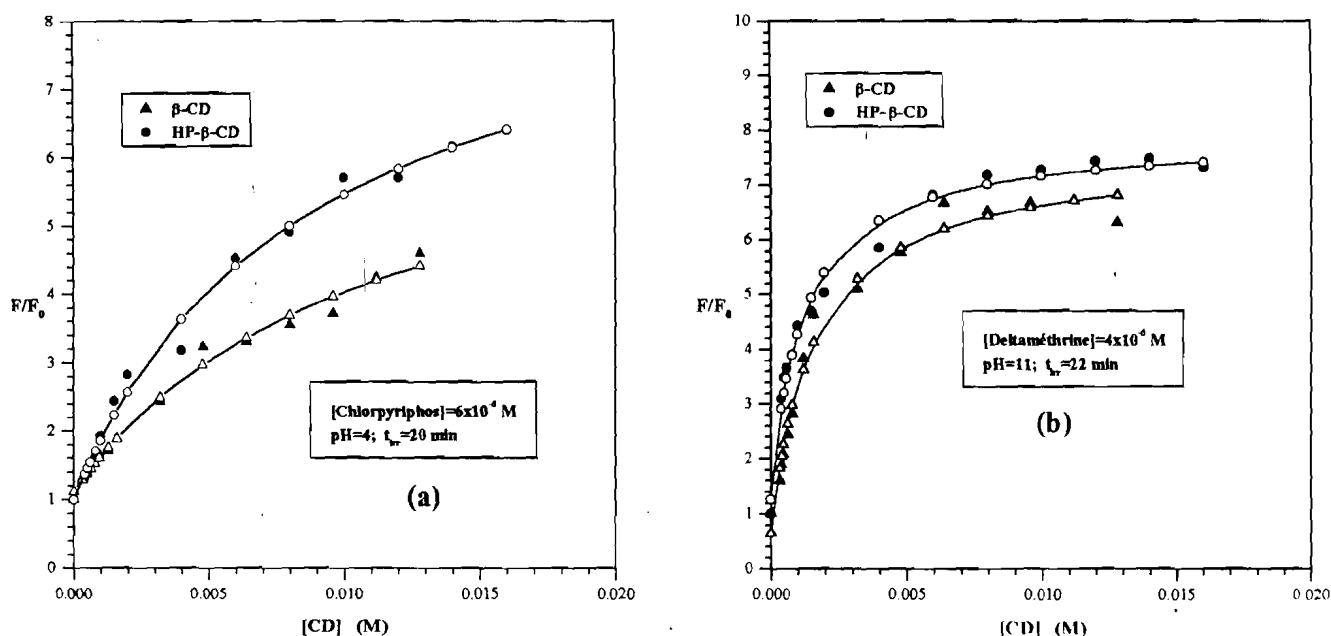 8
7
6
5
4
3
2
1
0
F/F₀
▲ β-CD
● HP-β-CD
[Chlorpyriphos]=6x10⁻⁶ M
pH=4; t_irr=20 min
(a)
0.000 0.005 0.010 0.015 0.020
[CD] (M)
10
9
8
7
6
5
4
3
2
1
0
F/F₀
▲ β-CD
● HP-β-CD
[Deltaméthrine]=4x10⁻⁶ M
pH=11; t_irr=22 min
(b)
0.000 0.005 0.010 0.015 0.020
[CD] (M)